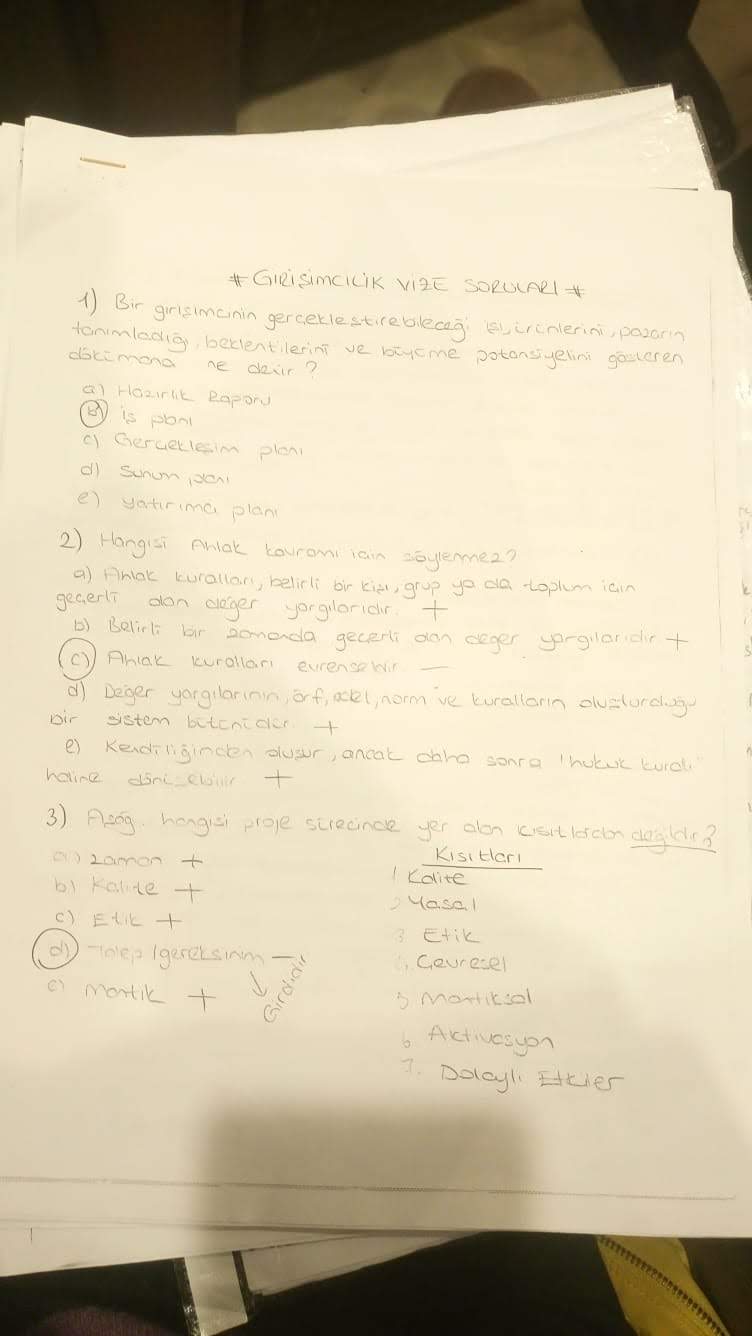 # GİRİŞİMCİLİK VİZE SORULARI #
1) Bir girişimcinin gerçekleştirebileceği işi, ürünlerini, pazarın
tanımladığı, beklentilerini ve büyüme potansiyelini gösteren
dökümana ne denir?
a) Hazırlık Raporu
B) iş planı
c) Gerçekleşim planı
d) Sunum planı
e) yatırımcı planı
2) Hangisi Ahlak kavramı için söylenmez?
a) Ahlak kuralları, belirli bir kişi, grup ya da toplum için
geçerli olan değer yargılarıdır. +
b) Belirli bir zamanda geçerli olan değer yargılarıdır +
c) Ahlak kuralları evrenseldir —
d) Değer yargılarının, örf, adet, norm ve kuralların oluşturduğu
bir sistem bütünüdür. +
e) Kendiliğinden oluşur, ancak daha sonra "hukuk kuralı"
haline dönüşebilir +
3) Aşağ. hangisi proje sürecinde yer alan kısıtlardan değildir?
a) zaman +
b) Kalite +
c) Etik +
d) Talep/gereksinim —
↓ Girdidir
e) Mantık +
Kısıtları
1 Kalite
2 Yasal
3 Etik
4. Çevresel
5 Mantıksal
6 Aktivasyon
7. Dolaylı Etkiler